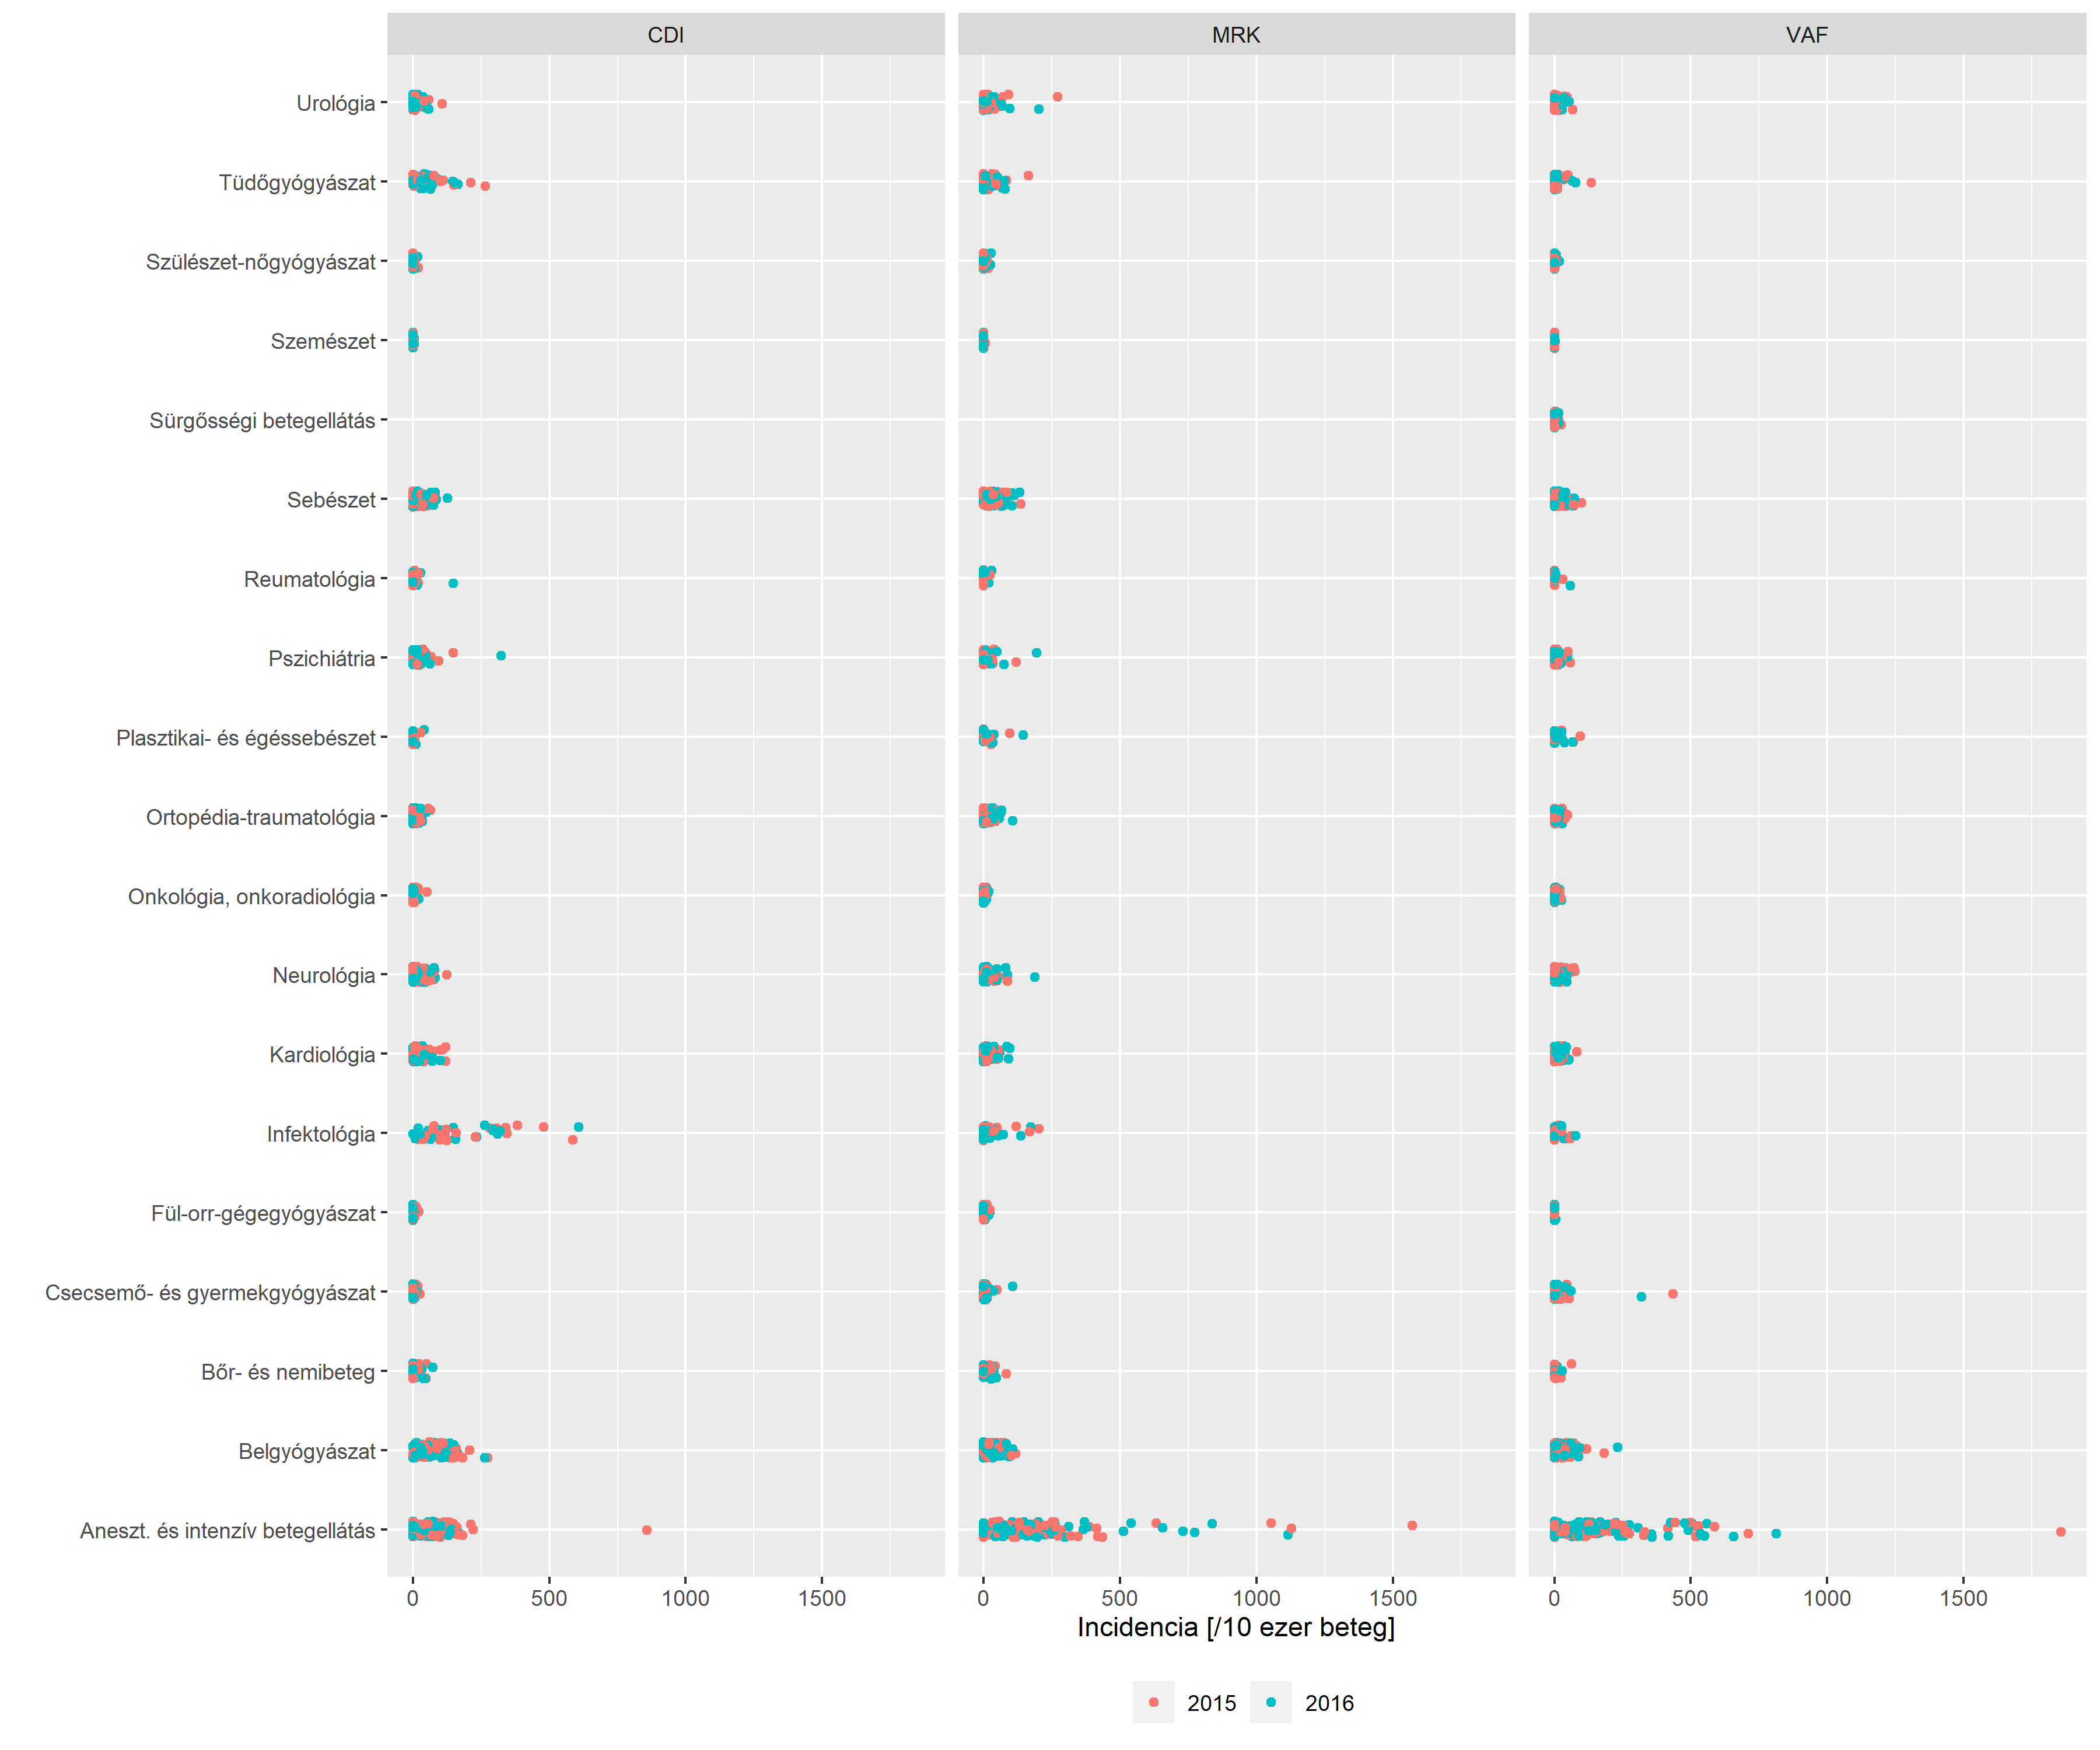 CDI MRK VAF
Urológia
Tüdőgyógyászat
Szülészet-nőgyógyászat
Szemészet
Sürgősségi betegellátás
Sebészet
Reumatológia
Pszichiátria
Plasztikai- és égéssebészet
Ortopédia-traumatológia
Onkológia, onkoradiológia
Neurológia
Kardiológia
Infektológia
Fül-orr-gégegyógyászat
Csecsemő- és gyermekgyógyászat
Bőr- és nemibeteg
Belgyógyászat
Aneszt. és intenzív betegellátás
0 500 1000 1500 0 500 1000 1500 0 500 1000 1500
Incidencia [/10 ezer beteg]
2015 2016